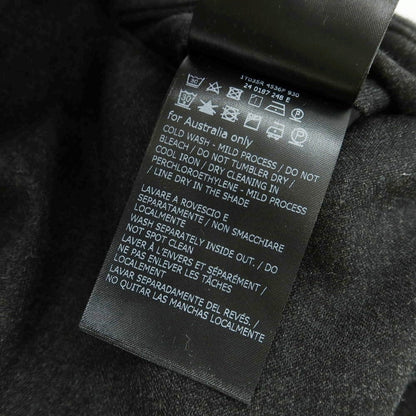 1T035R 4536F 930
24 0187 248 E
for Australia only
COLD WASH - MILD PROCESS / DO NOT
BLEACH / DO NOT TUMBLER DRY /
COOL IRON / DRY CLEANING IN
PERCHLOROETHYLENE - MILD PROCESS
/ LINE DRY IN THE SHADE
LAVARE A ROVESCIO E
SEPARATAMENTE / NON SMACCHIARE
LOCALMENTE
WASH SEPARATELY INSIDE OUT. / DO
NOT SPOT CLEAN
LAVER À L'ENVERS ET SÉPARÉMENT /
NE PAS ENLEVER LES TÂCHES
LOCALEMENT
LAVAR SEPARADAMENTE DEL REVÉS. /
NO QUITAR LAS MANCHAS LOCALMENTE